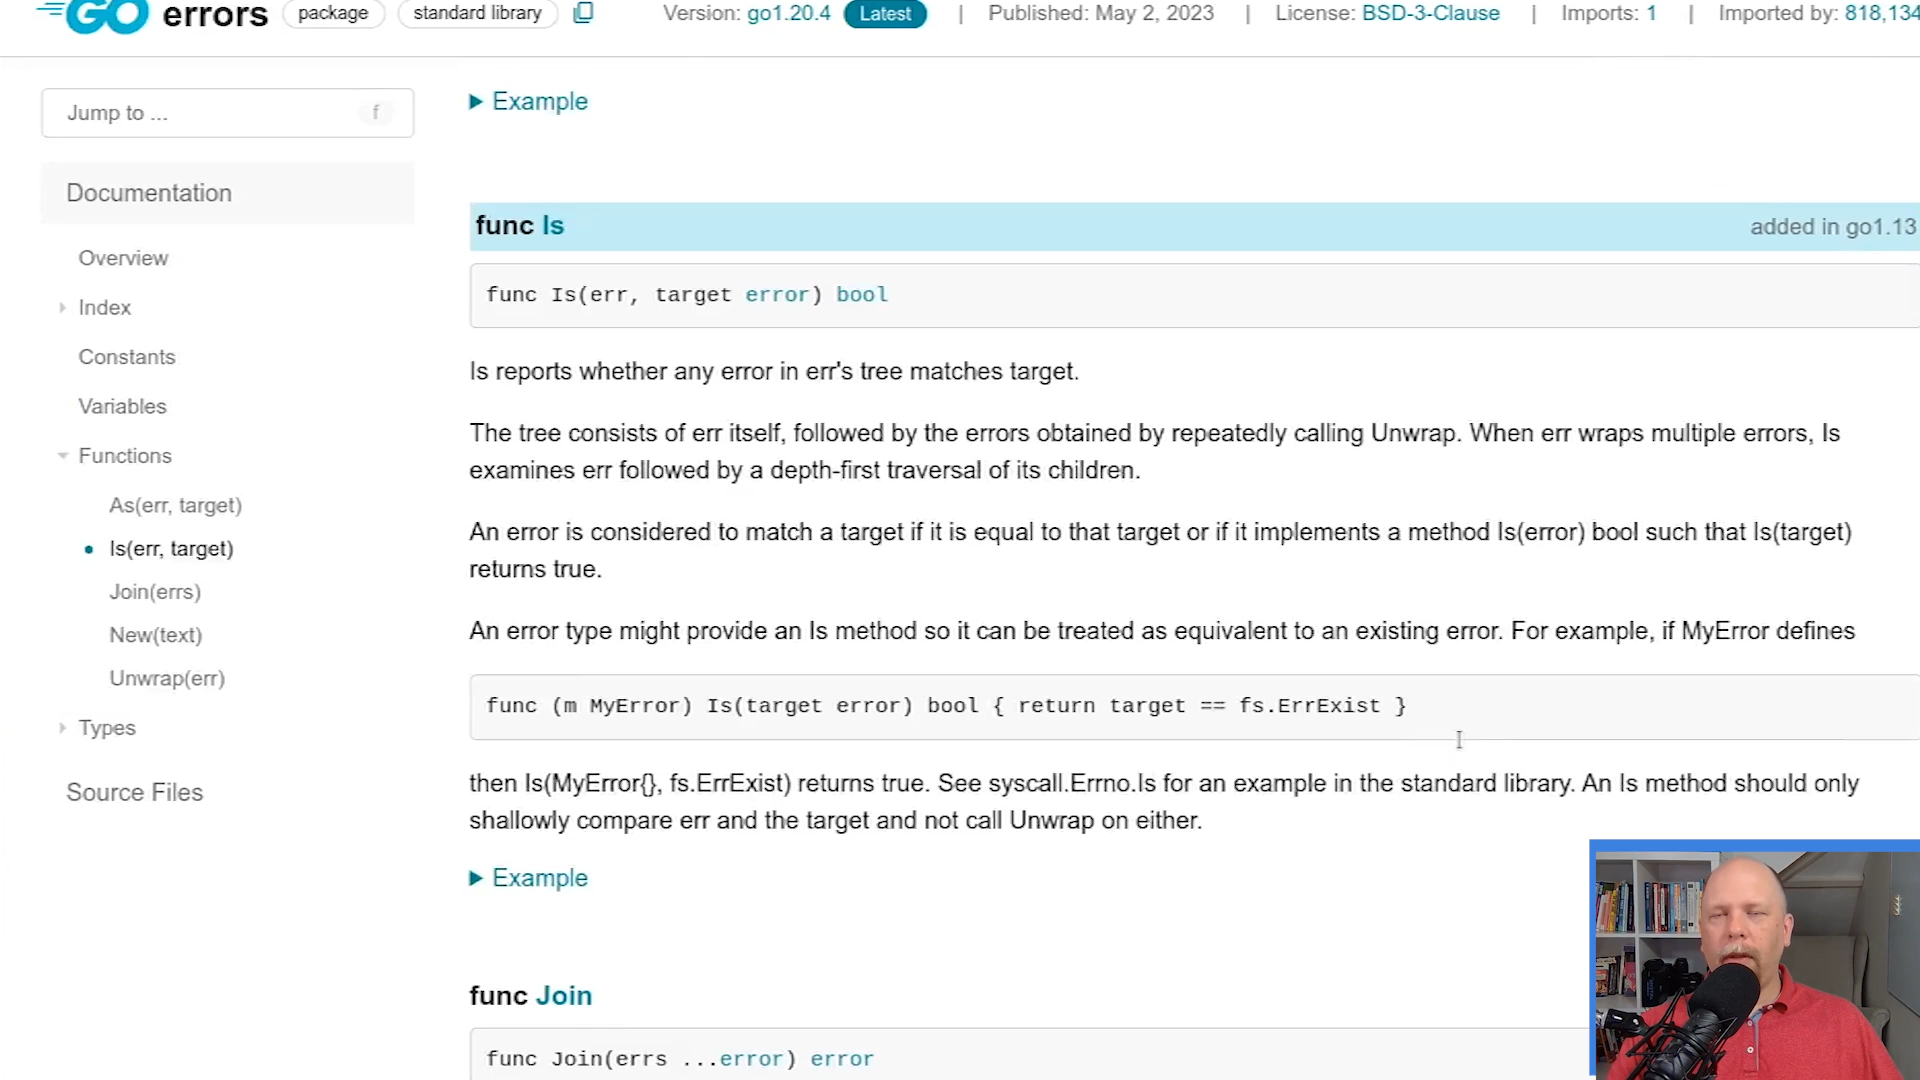 GO errors package standard library Version: go1.20.4 Latest | Published: May 2, 2023 | License: BSD-3-Clause | Imports: 1 | Imported by: 818,134
Jump to ... f
Documentation
Overview
Index
Constants
Variables
Functions
As(err, target)
Is(err, target)
Join(errs)
New(text)
Unwrap(err)
Types
Source Files
Example
func Is added in go1.13
func Is(err, target error) bool
Is reports whether any error in err's tree matches target.
The tree consists of err itself, followed by the errors obtained by repeatedly calling Unwrap. When err wraps multiple errors, Is
examines err followed by a depth-first traversal of its children.
An error is considered to match a target if it is equal to that target or if it implements a method Is(error) bool such that Is(target)
returns true.
An error type might provide an Is method so it can be treated as equivalent to an existing error. For example, if MyError defines
func (m MyError) Is(target error) bool { return target == fs.ErrExist }
then Is(MyError{}, fs.ErrExist) returns true. See syscall.Errno.Is for an example in the standard library. An Is method should only
shallowly compare err and the target and not call Unwrap on either.
Example
func Join
func Join(errs ...error) error